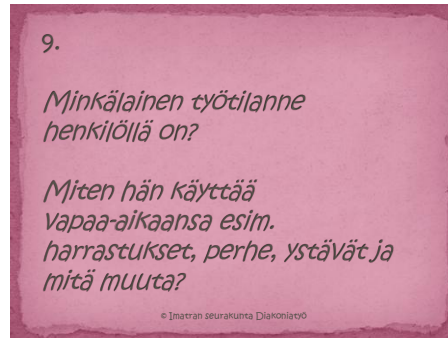 9.
Minkälainen työtilanne
henkilöllä on?
Miten hän käyttää
vapaa-aikaansa esim.
harrastukset, perhe, ystävät ja
mitä muuta?
© Imatran seurakunta Diakoniatyö